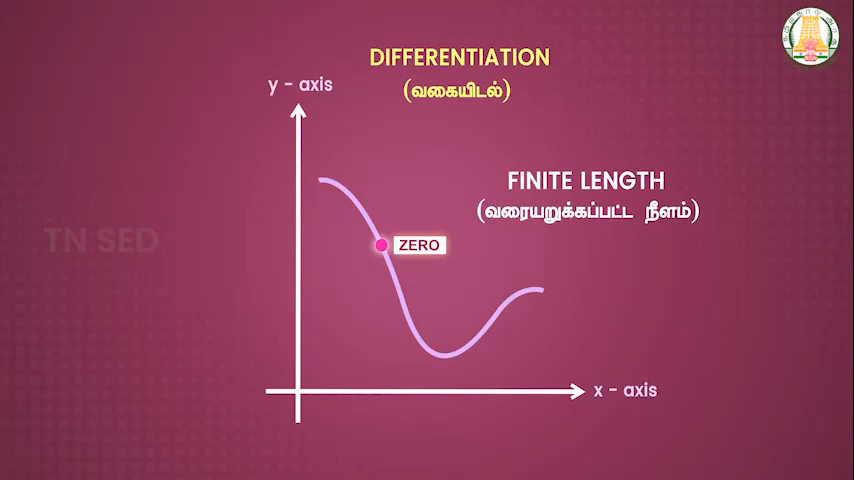 DIFFERENTIATION
(வகையிடல்)
y - axis
FINITE LENGTH
(வரையறுக்கப்பட்ட நீளம்)
TN SED
ZERO
x - axis